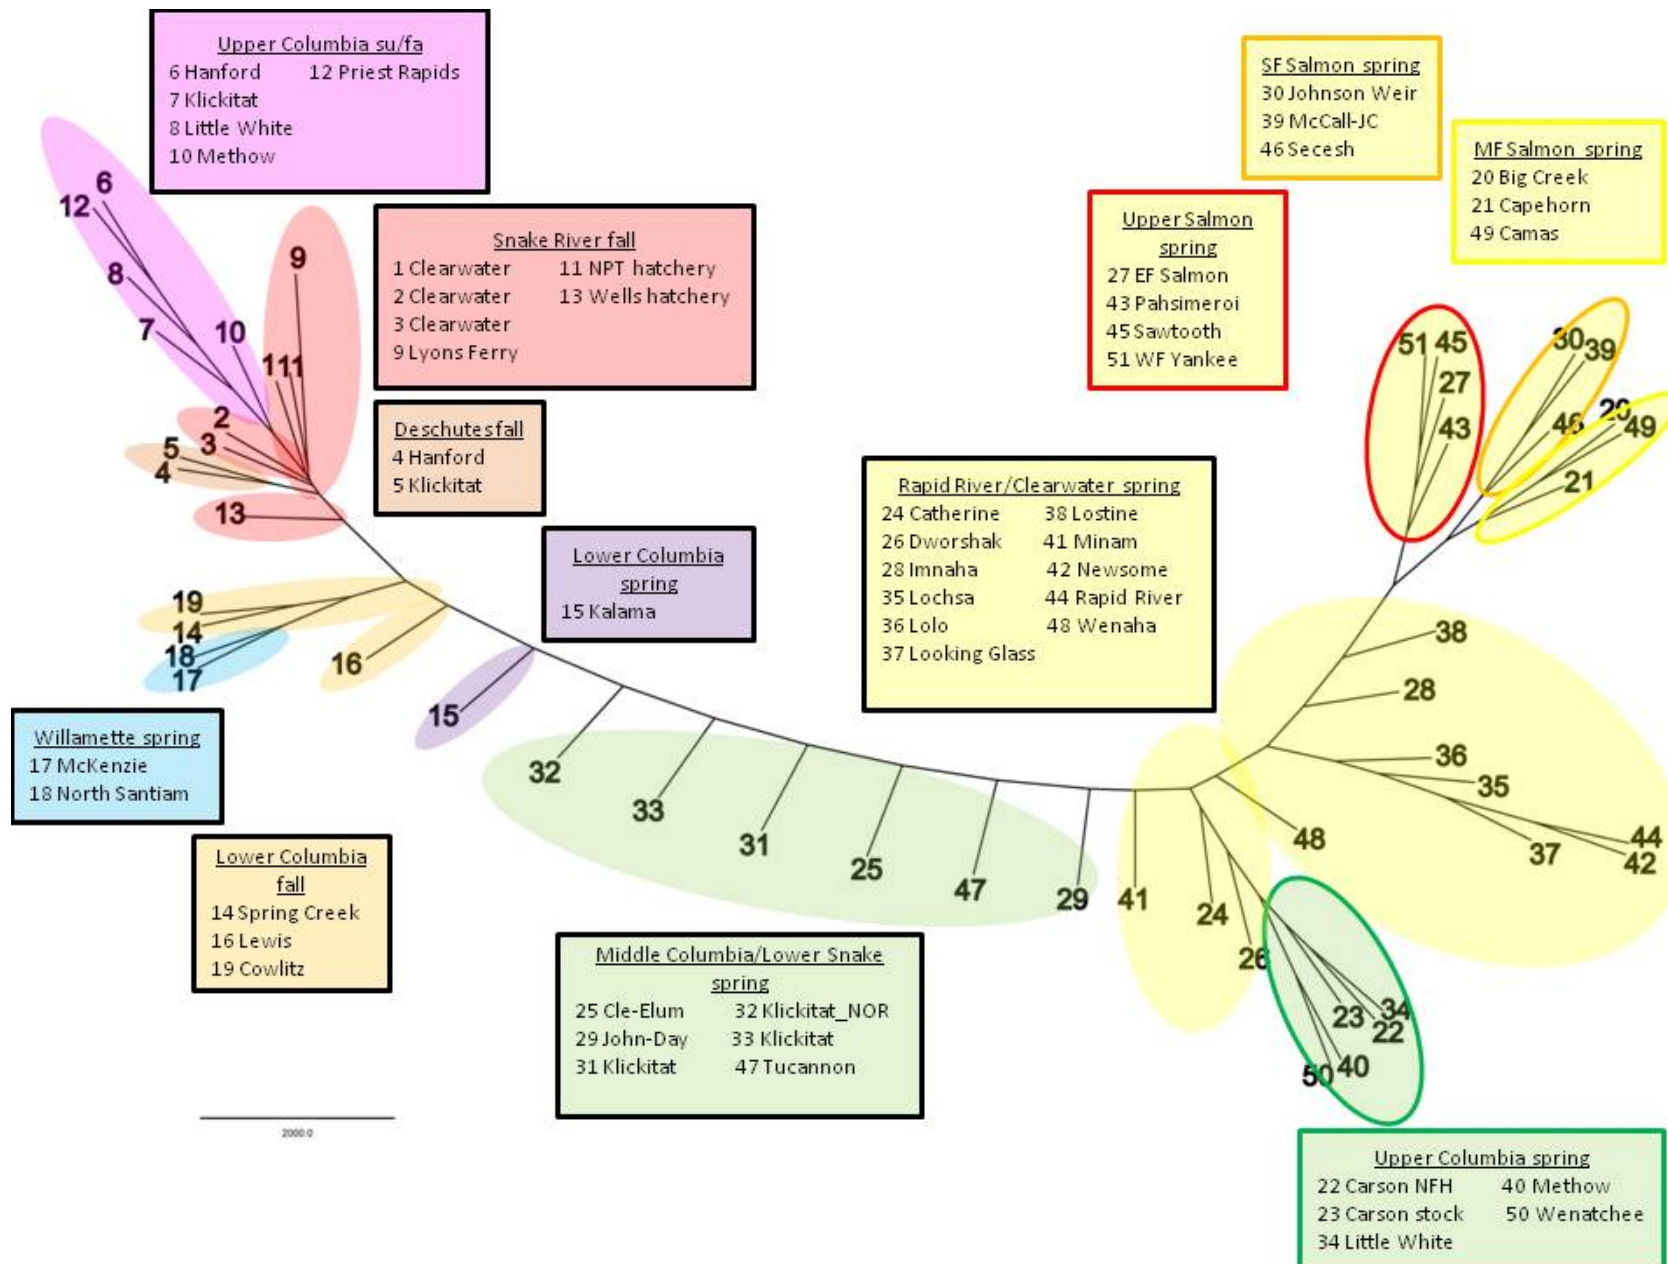 Upper Columbia su/fa
6 Hanford 12 Priest Rapids
7 Klickitat
8 Little White
10 Methow
SF Salmon spring
30 Johnson Weir
39 McCall-JC
46 Secesh
MF Salmon spring
20 Big Creek
21 Capehorn
49 Camas
Upper Salmon
spring
27 EF Salmon
43 Pahsimeroi
45 Sawtooth
51 WF Yankee
Snake River fall
1 Clearwater 11 NPT hatchery
2 Clearwater 13 Wells hatchery
3 Clearwater
9 Lyons Ferry
Deschutes fall
4 Hanford
5 Klickitat
Lower Columbia
spring
15 Kalama
Rapid River/Clearwater spring
24 Catherine 38 Lostine
26 Dworshak 41 Minam
28 Imnaha 42 Newsome
35 Lochsa 44 Rapid River
36 Lolo 48 Wenaha
37 Looking Glass
Willamette spring
17 McKenzie
18 North Santiam
Lower Columbia
fall
14 Spring Creek
16 Lewis
19 Cowlitz
Middle Columbia/Lower Snake
spring
25 Cle-Elum 32 Klickitat_NOR
29 John-Day 33 Klickitat
31 Klickitat 47 Tucannon
Upper Columbia spring
22 Carson NFH 40 Methow
23 Carson stock 50 Wenatchee
34 Little White
6
12
8
7
10
9
1
11
2
3
5
4
13
19
14
18
17
16
15
32
33
31
25
47
29
41
24
26
48
23
34
22
40
50
38
28
36
35
37
44
42
51
45
27
43
30
39
46
20
49
21
2000.0